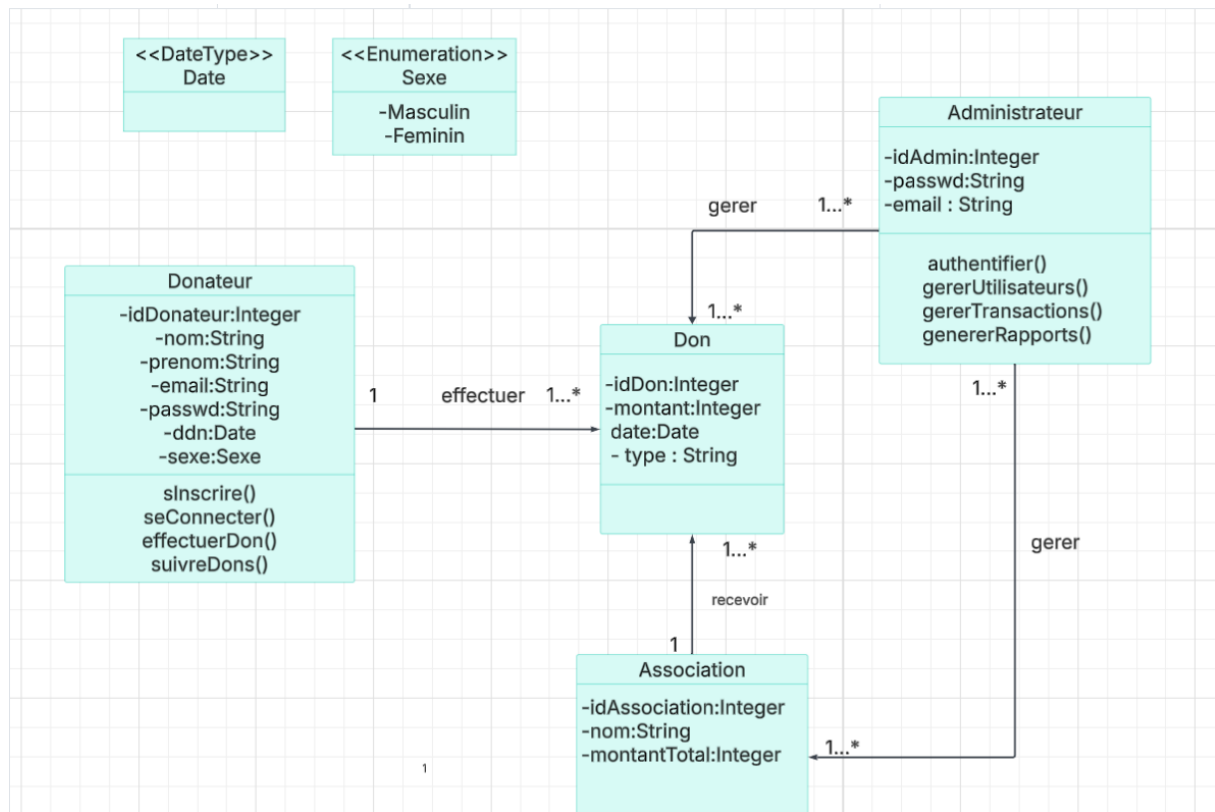 <<DateType>>
Date
<<Enumeration>>
Sexe
-Masculin
-Feminin
Administrateur
-idAdmin:Integer
-passwd:String
-email : String
authentifier()
gererUtilisateurs()
gererTransactions()
genererRapports()
gerer
1...*
1...*
Donateur
-idDonateur:Integer
-nom:String
-prenom:String
-email:String
-passwd:String
-ddn:Date
-sexe:Sexe
sInscrire()
seConnecter()
effectuerDon()
suivreDons()
1
effectuer
1...*
Don
-idDon:Integer
-montant:Integer
date:Date
- type : String
1...*
gerer
1...*
recevoir
1
Association
-idAssociation:Integer
-nom:String
-montantTotal:Integer
1...*
1